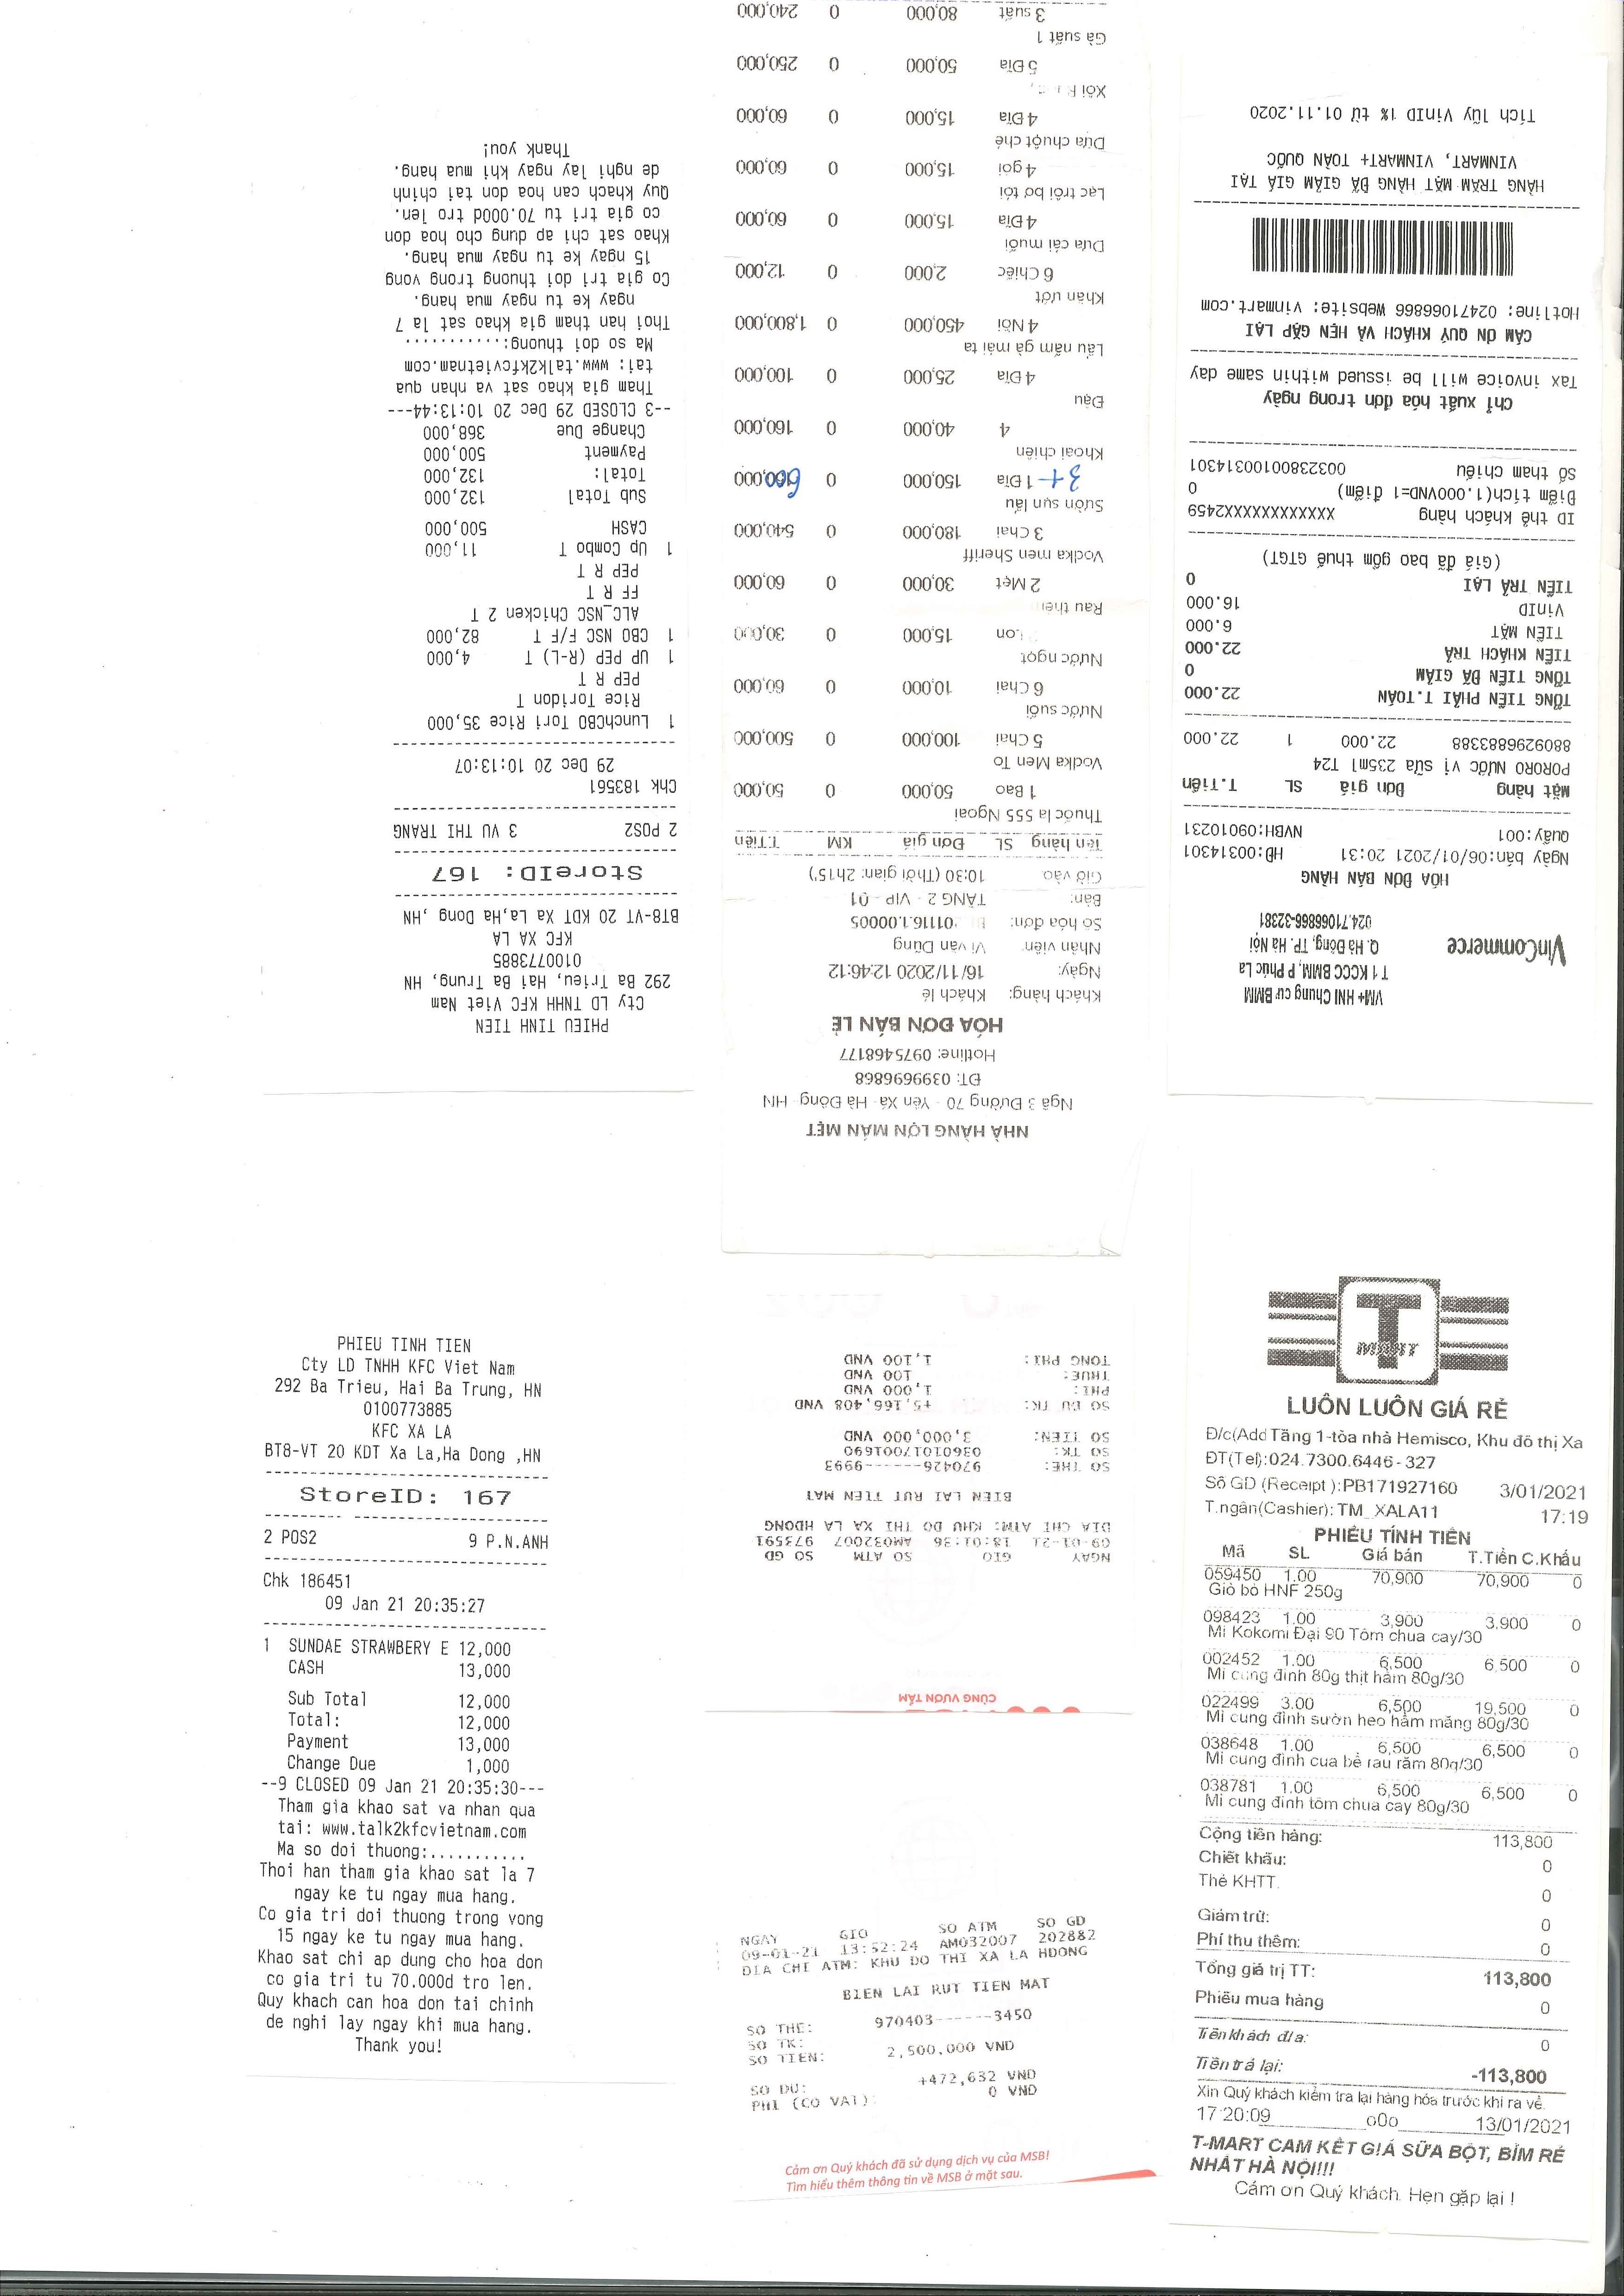 PHIEU TINH TIEN
Cty LD TNHH KFC Viet Nam
292 Ba Trieu, Hai Ba Trung, HN
0100773885
KFC XA LA
BT8-VT 20 KDT Xa La,Ha Dong ,HN
StoreID: 167
2 POS2 3 VU THI TRANG
Chk 183561
29 Dec 20 10:13:07
1 LunchCBO Tori Rice 35,000
Rice Toridon T
PEP R T
1 UP PEP (R-L) T 4,000
1 CBO NSC F/F T 82,000
ALC_NSC Chicken 2 T
FF R T
PEP R T
1 Up Combo T 11,000
CASH 500,000
Sub Total 132,000
Total: 132,000
Payment 500,000
Change Due 368,000
--3 CLOSED 29 Dec 20 10:13:44---
Tham gia khao sat va nhan qua
tai: www.talk2kfcvietnam.com
Ma so doi thuong:...........
Thoi han tham gia khao sat la 7
ngay ke tu ngay mua hang.
Co gia tri doi thuong trong vong
15 ngay ke tu ngay mua hang.
Khao sat chi ap dung cho hoa don
co gia tri tu 70.000d tro len.
Quy khach can hoa don tai chinh
de nghi lay ngay khi mua hang.
Thank you!
NHÀ HÀNG LỢN MÁN MẸT
Ngã 3 Đường 70 - Yên Xá- Hà Đông- HN
ĐT: 0399696868
Hotline: 0975468177
HÓA ĐƠN BÁN LẺ
Khách hàng: Khách lẻ
Ngày: 16/11/2020 12:46:12
Nhân viên: Vi Văn Dũng
Số hóa đơn: 01116.1.00005
Bàn: TẦNG 2 - VIP - 01
Giờ vào 10:30 (Thời gian: 2h15')
Tên hàng SL Đơn giá KM T.Tiền
Thuốc lá 555 Ngoại
1 Bao 50,000 0 50,000
Vodka Men To
5 Chai 100,000 0 500,000
Nước suối
6 Chai 10,000 0 60,000
Nước ngọt
Lon 15,000 0 30,000
Rau thêm
2 Mẹt 30,000 0 60,000
Vodka men Sheriff
3 Chai 180,000 0 540,000
Sườn sụn lẩu
3+ 1 Đĩa 150,000 0 600,000
Khoai chiên
4 40,000 0 160,000
Đậu
4 Đĩa 25,000 0 100,000
Lẩu nấm gà mái ta
4 Nồi 450,000 0 1,800,000
Khăn ướt
6 Chiếc 2,000 0 12,000
Dưa cải muối
4 Đĩa 15,000 0 60,000
Lạc trôi bơ tỏi
4 gói 15,000 0 60,000
Dưa chuột chẻ
4 Đĩa 15,000 0 60,000
Xôi
5 Đĩa 50,000 0 250,000
Gà suất 1
3 suất 80,000 0 240,000
VinCommerce
VM+ HNI Chung cư BMM
T1 KCCC BMM, P Phúc La
Q. Hà Đông, TP. Hà Nội
024.71066866-32381
HÓA ĐƠN BÁN HÀNG
Ngày bán:06/01/2021 20:31 HĐ:00314301
Quầy:001 NVBH:09010231
Mặt hàng Đơn giá SL T.Tiền
PORORO Nước vị sữa 235ml T24
8809296883388 22.000 1 22.000
TỔNG TIỀN PHẢI T.TOÁN 22.000
TỔNG TIỀN ĐÃ GIẢM 0
TIỀN KHÁCH TRẢ 22.000
TIỀN MẶT 6.000
VinID 16.000
TIỀN TRẢ LẠI 0
(Giá đã bao gồm thuế GTGT)
ID thẻ khách hàng XXXXXXXXXXXX2459
Điểm tích(1.000VND=1 điểm) 0
Số tham chiếu 00323800100314301
Chỉ xuất hóa đơn trong ngày
Tax invoice will be issued within same day
CẢM ƠN QUÝ KHÁCH VÀ HẸN GẶP LẠI
Hotline: 02471066866 Website: vinmart.com
HÀNG TRĂM MẶT HÀNG ĐÃ GIẢM GIÁ TẠI
VINMART, VINMART+ TOÀN QUỐC
Tích lũy VinID 1% từ 01.11.2020
PHIEU TINH TIEN
Cty LD TNHH KFC Viet Nam
292 Ba Trieu, Hai Ba Trung, HN
0100773885
KFC XA LA
BT8-VT 20 KDT Xa La,Ha Dong ,HN
StoreID: 167
2 POS2 9 P.N.ANH
Chk 186451
09 Jan 21 20:35:27
1 SUNDAE STRAWBERY E 12,000
CASH 13,000
Sub Total 12,000
Total: 12,000
Payment 13,000
Change Due 1,000
--9 CLOSED 09 Jan 21 20:35:30---
Tham gia khao sat va nhan qua
tai: www.talk2kfcvietnam.com
Ma so doi thuong:...........
Thoi han tham gia khao sat la 7
ngay ke tu ngay mua hang.
Co gia tri doi thuong trong vong
15 ngay ke tu ngay mua hang.
Khao sat chi ap dung cho hoa don
co gia tri tu 70.000d tro len.
Quy khach can hoa don tai chinh
de nghi lay ngay khi mua hang.
Thank you!
CÙNG VƯƠN TẦM
NGAY GIO SO ATM SO GD
09-01-21 13:01:36 AM032007 973591
DIA CHI ATM: KHU DO THI XA LA HDONG
BIEN LAI RUT TIEN MAT
SO THE: 970426------9993
SO TK: 03601017001690
SO TIEN: 3,000,000 VND
SO DU TK: +5,166,408 VND
PHI: 1,000 VND
THUE: 100 VND
TONG PHI: 1,100 VND
NGAY GIO SO ATM SO GD
09-01-21 13:52:24 AM032007 202882
DIA CHI ATM: KHU DO THI XA LA HDONG
BIEN LAI RUT TIEN MAT
SO THE: 970403------3450
SO TK:
SO TIEN: 2,500,000 VND
SO DU: +472,632 VND
PHI (CO VAT): 0 VND
Cảm ơn Quý khách đã sử dụng dịch vụ của MSB!
Tìm hiểu thêm thông tin về MSB ở mặt sau.
T
LUÔN LUÔN GIÁ RẺ
Đ/c(Add Tầng 1-tòa nhà Hemisco, Khu đô thị Xa
ĐT(Tel):024.7300.6446-327
Số GD (Receipt ):PB171927160 3/01/2021
T.ngân(Cashier): TM_XALA11 17:19
PHIẾU TÍNH TIỀN
Mã SL Giá bán T.Tiền C.Khấu
059450 1.00 70,900 70,900 0
Giò bò HNF 250g
098423 1.00 3,900 3.900 0
Mì Kokomi Đại 90 Tôm chua cay/30
002452 1.00 6,500 6,500 0
Mì cung đình 80g thịt hầm 80g/30
022499 3.00 6,500 19,500 0
Mì cung đình sườn heo hầm măng 80g/30
038648 1.00 6,500 6,500 0
Mì cung đình cua bể rau răm 80g/30
038781 1.00 6,500 6,500 0
Mì cung đình tôm chua cay 80g/30
Cộng tiền hàng: 113,800
Chiết khấu: 0
Thẻ KHTT. 0
Giảm trừ: 0
Phí thu thêm: 0
Tổng giá trị TT: 113,800
Phiếu mua hàng 0
Tiền khách đưa: 0
Tiền trả lại: -113,800
Xin Quý khách kiểm tra lại hàng hóa trước khi ra về.
17:20:09 o0o 13/01/2021
T-MART CAM KẾT GIÁ SỮA BỘT, BỈM RẺ
NHẤT HÀ NỘI!!!!
Cảm ơn Quý khách. Hẹn gặp lại !